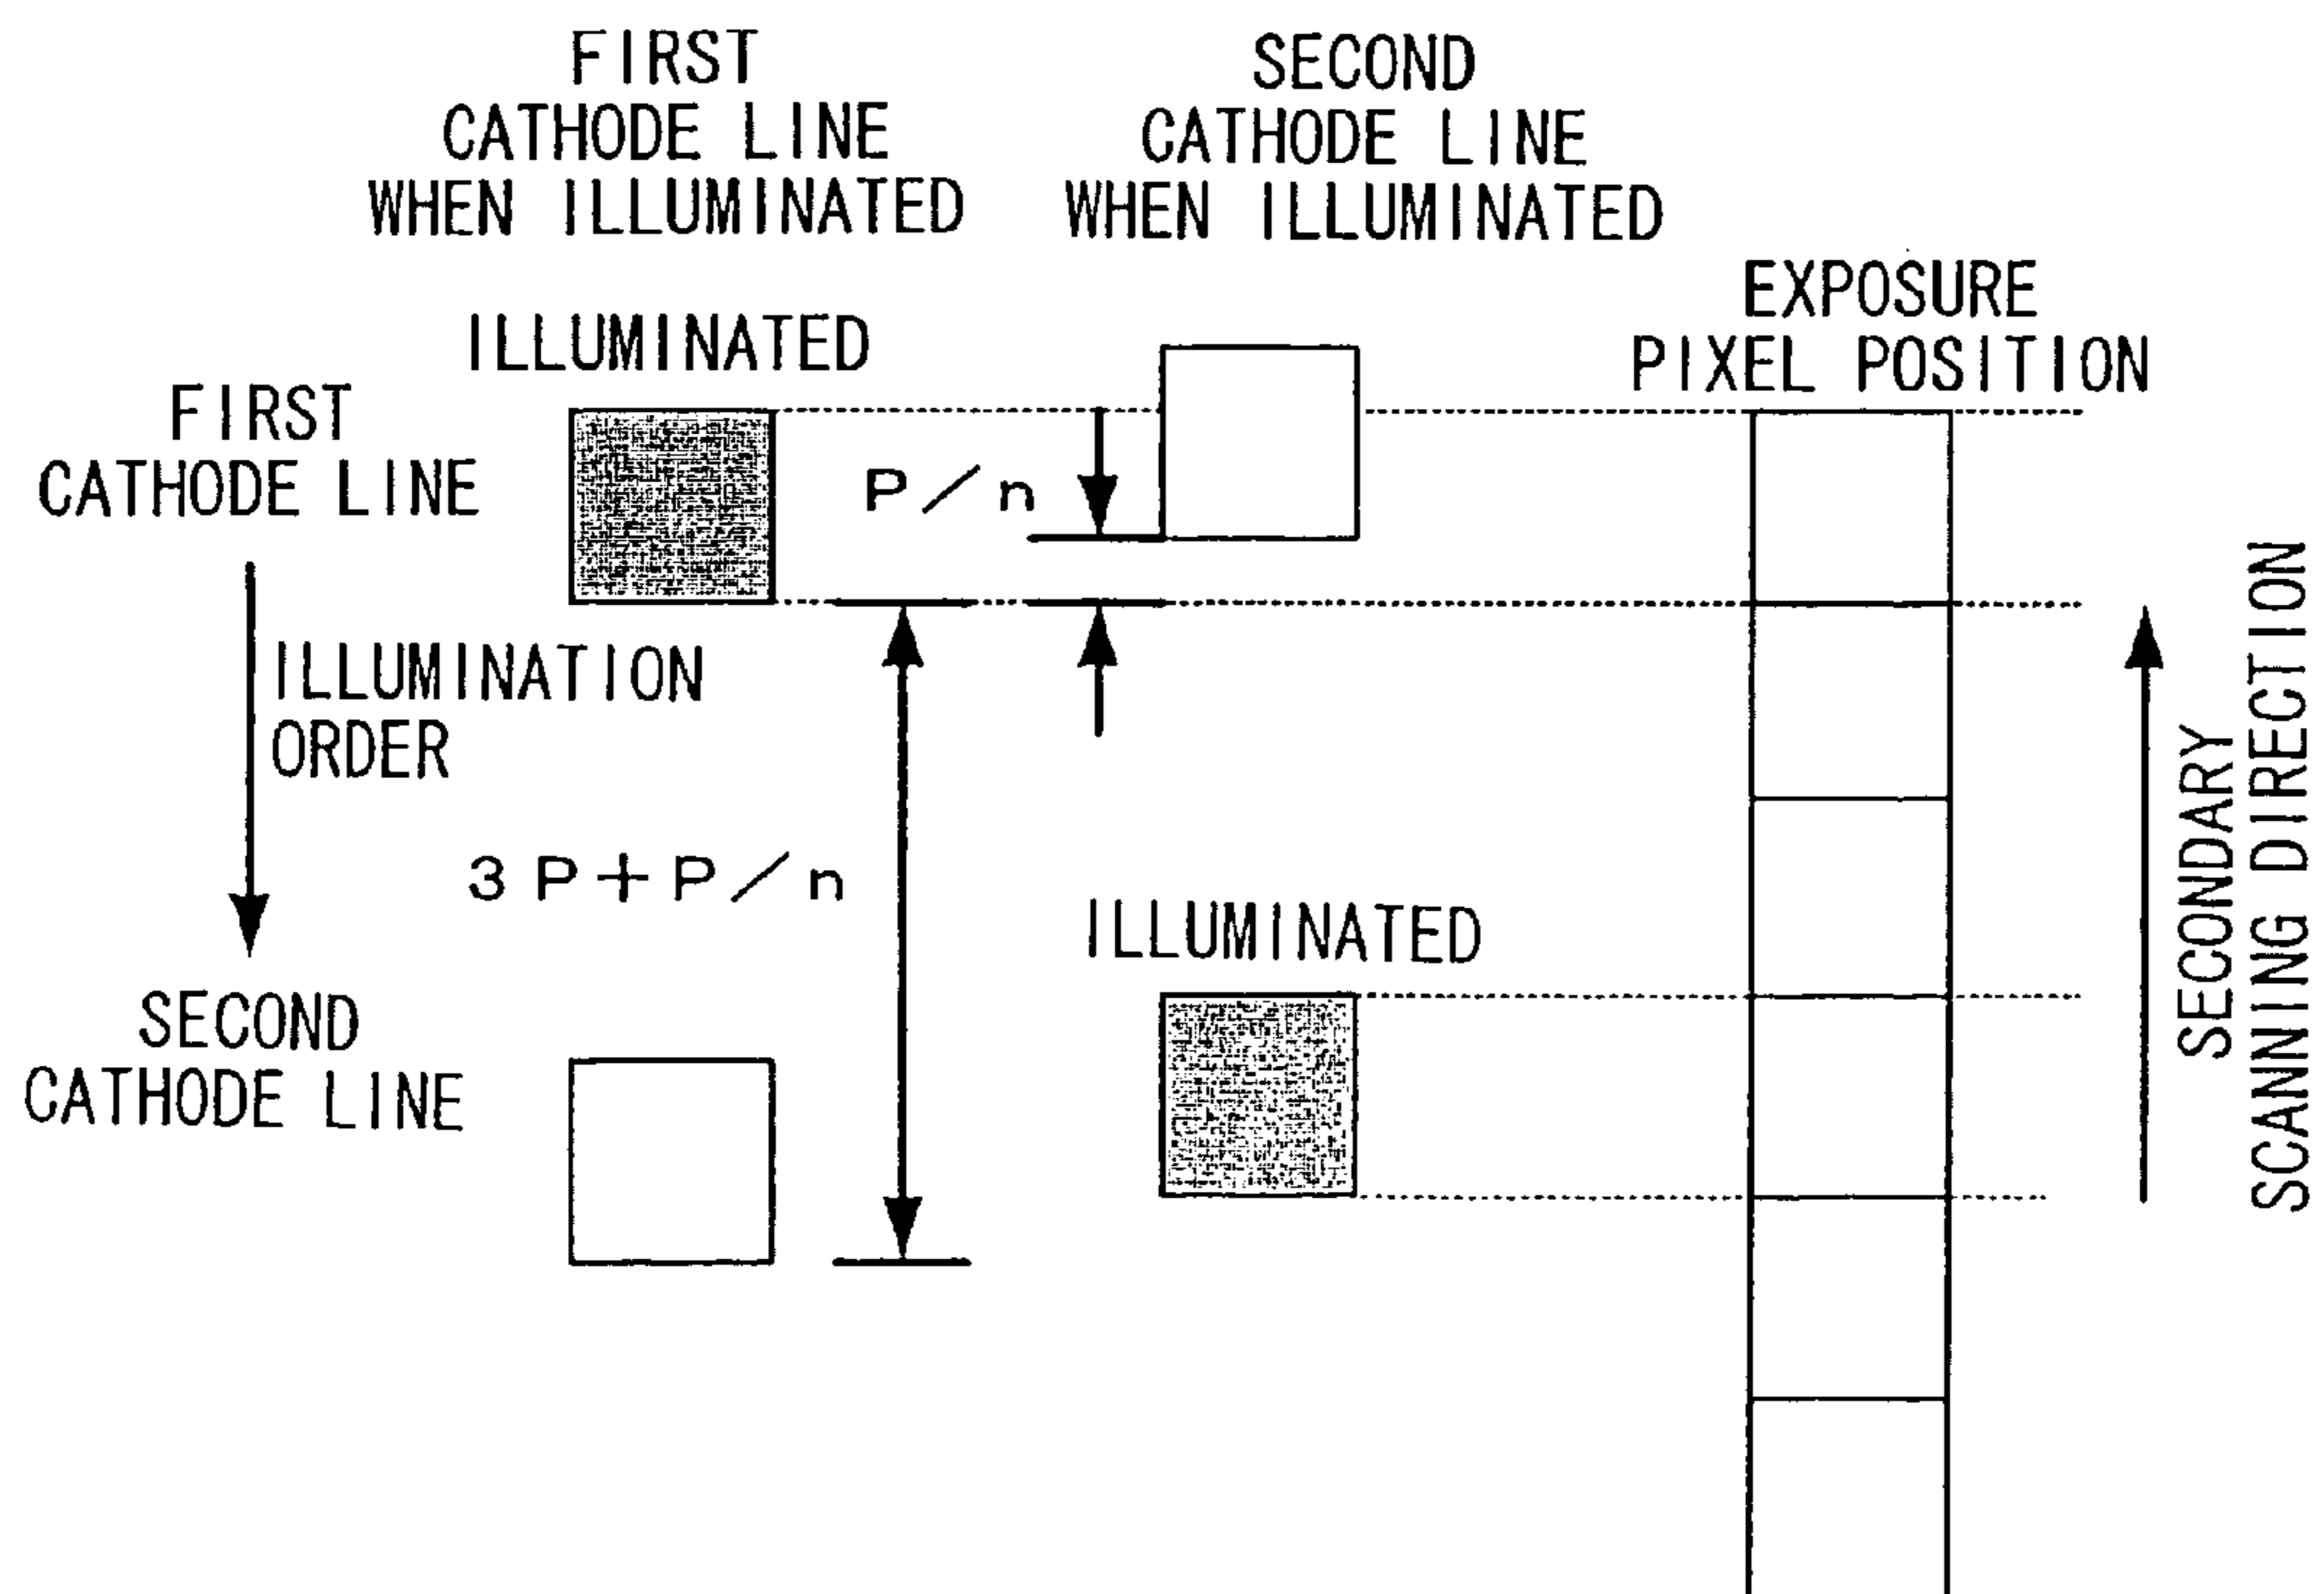 FIRST
CATHODE LINE
WHEN ILLUMINATED
SECOND
CATHODE LINE
WHEN ILLUMINATED
EXPOSURE
PIXEL POSITION
ILLUMINATED
FIRST
CATHODE LINE
P/n
ILLUMINATION
ORDER
3P+P/n
ILLUMINATED
SECOND
CATHODE LINE
SECONDARY
SCANNING DIRECTION